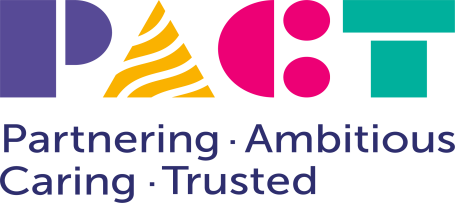 PACT
Partnering · Ambitious
Caring · Trusted